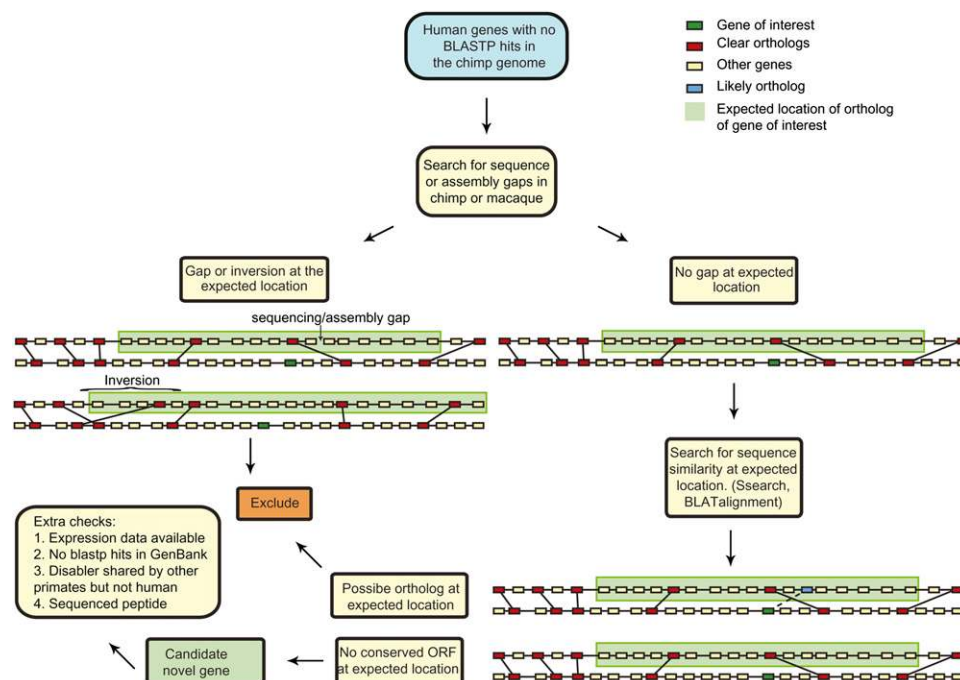 Human genes with no
BLASTP hits in
the chimp genome
Gene of interest
Clear orthologs
Other genes
Likely ortholog
Expected location of ortholog
of gene of interest
Search for sequence
or assembly gaps in
chimp or macaque
Gap or inversion at the
expected location
No gap at expected
location
sequencing/assembly gap
Inversion
Search for sequence
similarity at expected
location. (Ssearch,
BLATalignment)
Exclude
Extra checks:
1. Expression data available
2. No blastp hits in GenBank
3. Disabler shared by other
primates but not human
4. Sequenced peptide
Possibe ortholog at
expected location
Candidate
novel gene
No conserved ORF
at expected location